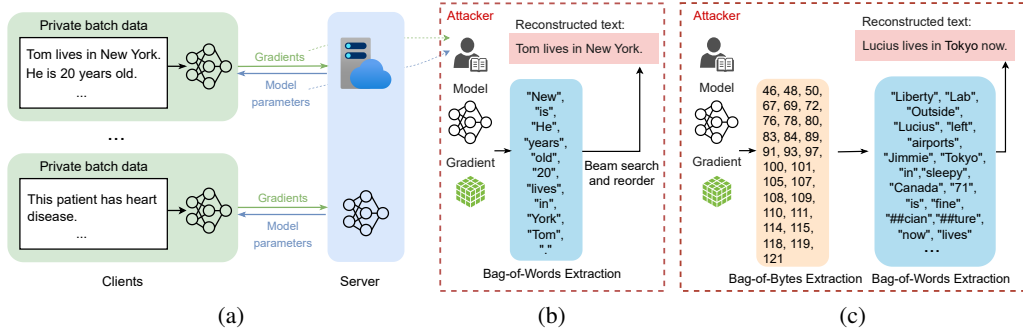 Private batch data
Tom lives in New York.
He is 20 years old.
...
Gradients
Model
parameters
...
Private batch data
This patient has heart
disease.
...
Gradients
Model
parameters
Clients
Server
(a)
Attacker
Model
Gradient
Reconstructed text:
Tom lives in New York.
"New",
"is",
"He",
"years",
"old",
"20",
"lives",
"in",
"York",
"Tom",
"."
Beam search
and reorder
Bag-of-Words Extraction
(b)
Attacker
Model
Gradient
Reconstructed text:
Lucius lives in Tokyo now.
46, 48, 50,
67, 69, 72,
76, 78, 80,
83, 84, 89,
91, 93, 97,
100, 101,
105, 107,
108, 109,
110, 111,
114, 115,
118, 119,
121
Bag-of-Bytes Extraction
"Liberty", "Lab",
"Outside",
"Lucius", "left",
"airports",
"Jimmie", "Tokyo",
"in","sleepy",
"Canada", "71",
"is", "fine",
"##cian","##ture",
"now", "lives"
...
Bag-of-Words Extraction
(c)